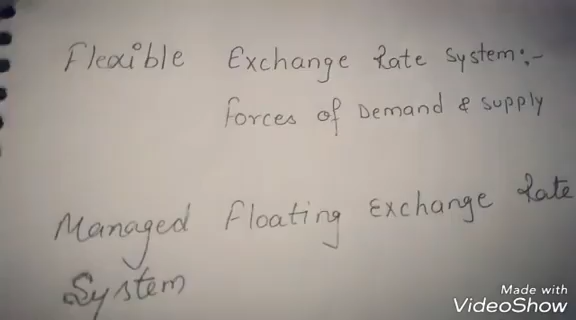 Flexible Exchange Rate System:-
Forces of Demand & Supply
Managed Floating Exchange Rate
System
Made with
VideoShow